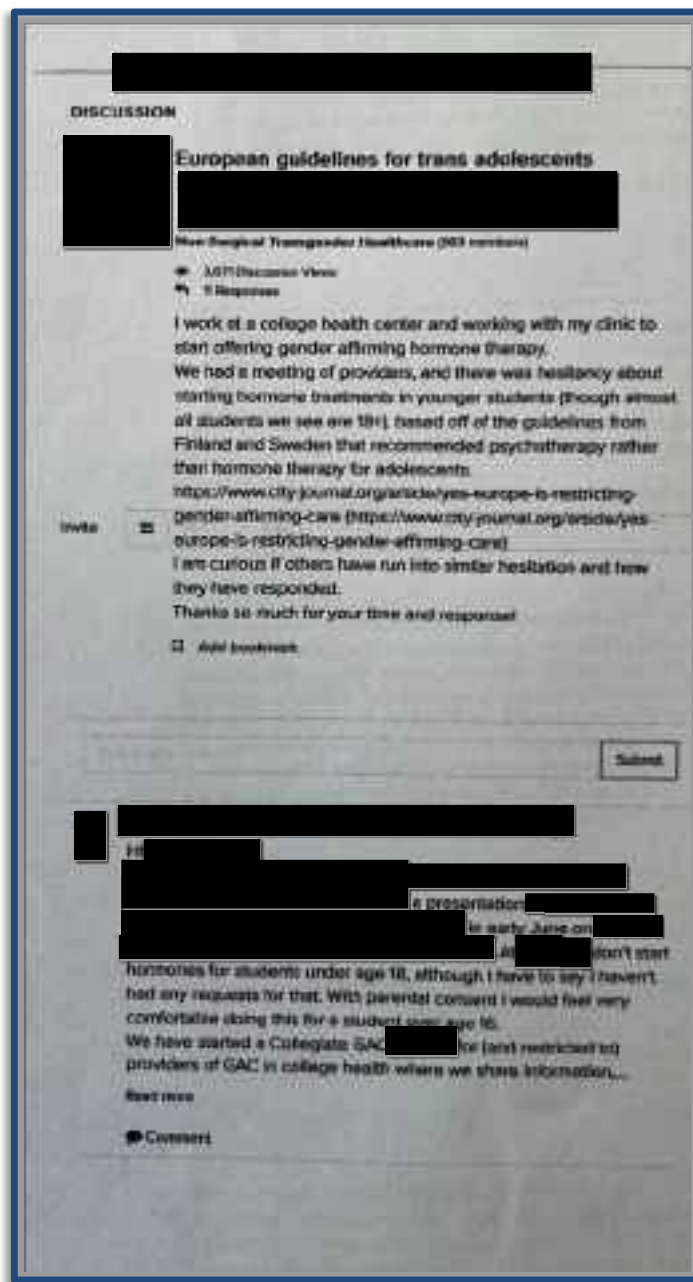 DISCUSSION
European guidelines for trans adolescents
Non-Surgical Transgender Healthcare (563 members)
Discussion Views
Responses
I work at a college health center and working with my clinic to
start offering gender affirming hormone therapy.
We had a meeting of providers, and there was hesitancy about
starting hormone treatments in younger students (though almost
all students we see are 18+), based off of the guidelines from
Finland and Sweden that recommended psychotherapy rather
than hormone therapy for adolescents.
https://www.city-journal.org/article/yes-europe-is-restricting-
gender-affirming-care (https://www.city-journal.org/article/yes-
europe-is-restricting-gender-affirming-care)
Invite
I am curious if others have run into similar hesitation and how
they have responded.
Thanks so much for your time and response!
Add bookmark
Submit
Hi
a presentation
in early June on
don't start
hormones for students under age 18, although I have to say I haven't
had any requests for that. With parental consent I would feel very
comfortable doing this for a student over age 16.
We have started a Collegiate GAC for (and restricted to)
providers of GAC in college health where we share information,...
Read more
Comment